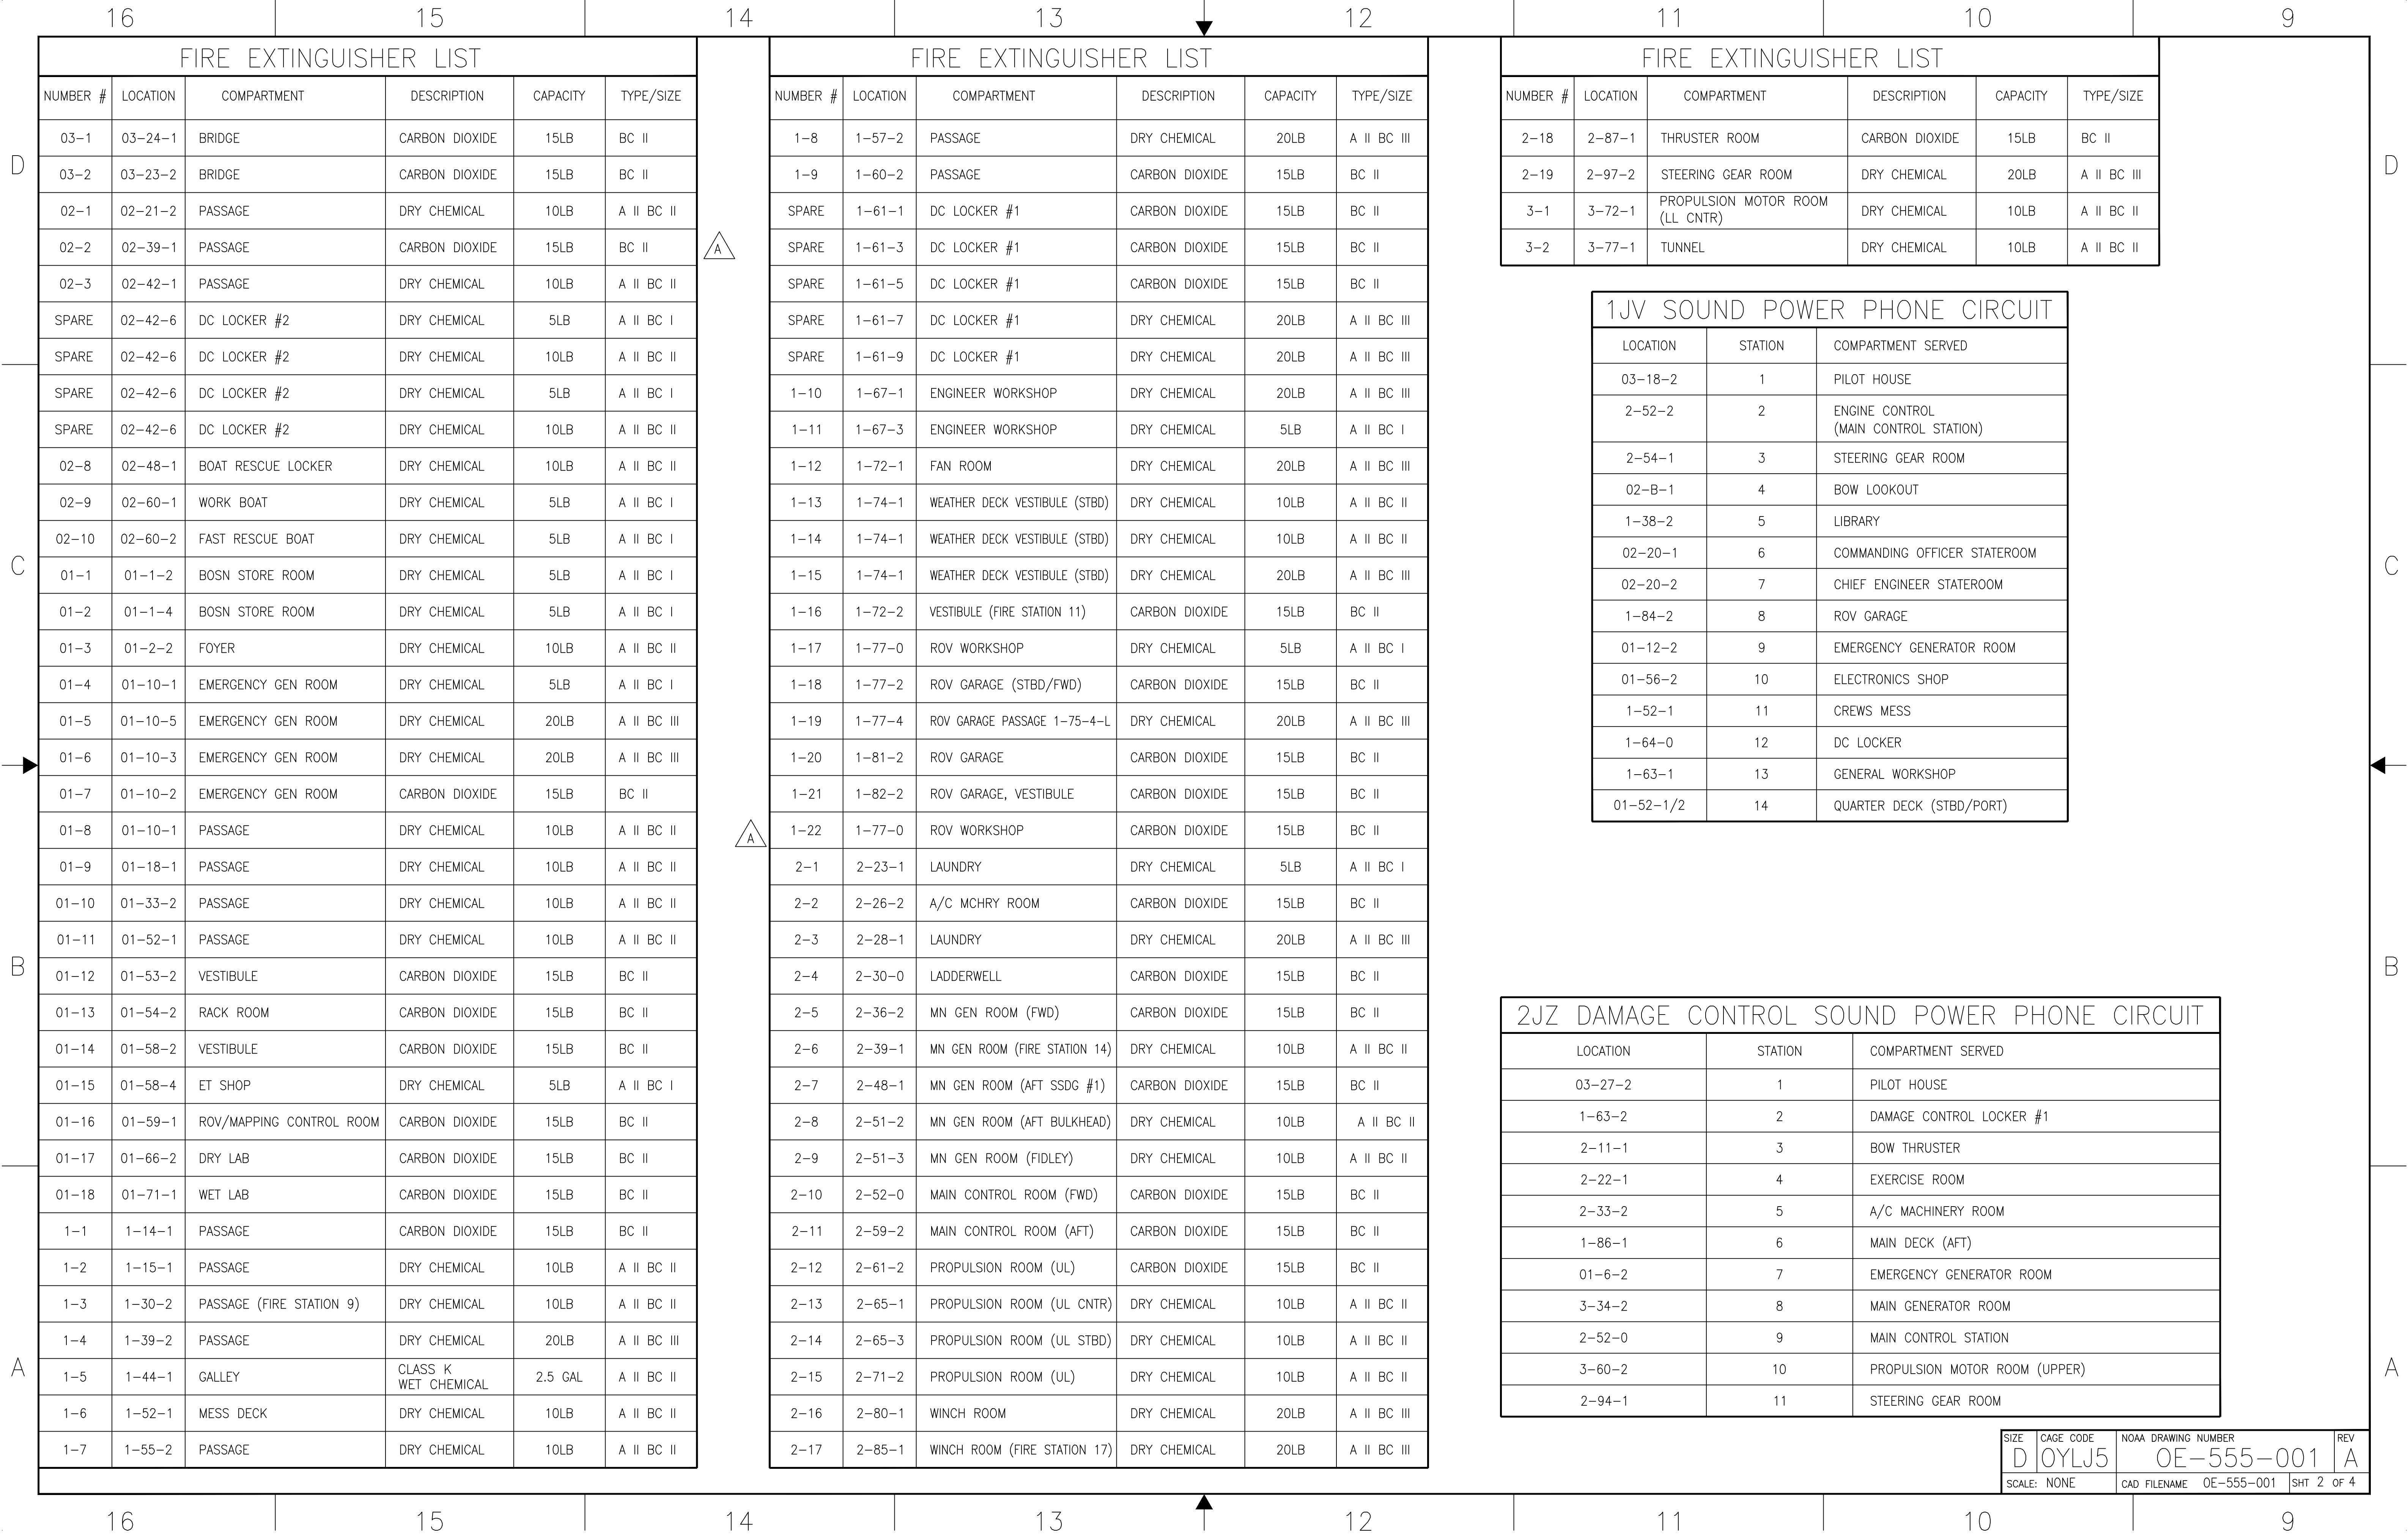 16 15 14 13 12 11 10 9
FIRE EXTINGUISHER LIST
NUMBER # LOCATION COMPARTMENT DESCRIPTION CAPACITY TYPE/SIZE
03-1 03-24-1 BRIDGE CARBON DIOXIDE 15LB BC II
03-2 03-23-2 BRIDGE CARBON DIOXIDE 15LB BC II
02-1 02-21-2 PASSAGE DRY CHEMICAL 10LB A II BC II
02-2 02-39-1 PASSAGE CARBON DIOXIDE 15LB BC II
02-3 02-42-1 PASSAGE DRY CHEMICAL 10LB A II BC II
SPARE 02-42-6 DC LOCKER #2 DRY CHEMICAL 5LB A II BC I
SPARE 02-42-6 DC LOCKER #2 DRY CHEMICAL 10LB A II BC II
SPARE 02-42-6 DC LOCKER #2 DRY CHEMICAL 5LB A II BC I
SPARE 02-42-6 DC LOCKER #2 DRY CHEMICAL 10LB A II BC II
02-8 02-48-1 BOAT RESCUE LOCKER DRY CHEMICAL 10LB A II BC II
02-9 02-60-1 WORK BOAT DRY CHEMICAL 5LB A II BC I
02-10 02-60-2 FAST RESCUE BOAT DRY CHEMICAL 5LB A II BC I
01-1 01-1-2 BOSN STORE ROOM DRY CHEMICAL 5LB A II BC I
01-2 01-1-4 BOSN STORE ROOM DRY CHEMICAL 5LB A II BC I
01-3 01-2-2 FOYER DRY CHEMICAL 10LB A II BC II
01-4 01-10-1 EMERGENCY GEN ROOM DRY CHEMICAL 5LB A II BC I
01-5 01-10-5 EMERGENCY GEN ROOM DRY CHEMICAL 20LB A II BC III
01-6 01-10-3 EMERGENCY GEN ROOM DRY CHEMICAL 20LB A II BC III
01-7 01-10-2 EMERGENCY GEN ROOM CARBON DIOXIDE 15LB BC II
01-8 01-10-1 PASSAGE DRY CHEMICAL 10LB A II BC II
01-9 01-18-1 PASSAGE DRY CHEMICAL 10LB A II BC II
01-10 01-33-2 PASSAGE DRY CHEMICAL 10LB A II BC II
01-11 01-52-1 PASSAGE DRY CHEMICAL 10LB A II BC II
01-12 01-53-2 VESTIBULE CARBON DIOXIDE 15LB BC II
01-13 01-54-2 RACK ROOM CARBON DIOXIDE 15LB BC II
01-14 01-58-2 VESTIBULE CARBON DIOXIDE 15LB BC II
01-15 01-58-4 ET SHOP DRY CHEMICAL 5LB A II BC I
01-16 01-59-1 ROV/MAPPING CONTROL ROOM CARBON DIOXIDE 15LB BC II
01-17 01-66-2 DRY LAB CARBON DIOXIDE 15LB BC II
01-18 01-71-1 WET LAB CARBON DIOXIDE 15LB BC II
1-1 1-14-1 PASSAGE CARBON DIOXIDE 15LB BC II
1-2 1-15-1 PASSAGE DRY CHEMICAL 10LB A II BC II
1-3 1-30-2 PASSAGE (FIRE STATION 9) DRY CHEMICAL 10LB A II BC II
1-4 1-39-2 PASSAGE DRY CHEMICAL 20LB A II BC III
1-5 1-44-1 GALLEY CLASS K
WET CHEMICAL 2.5 GAL A II BC II
1-6 1-52-1 MESS DECK DRY CHEMICAL 10LB A II BC II
1-7 1-55-2 PASSAGE DRY CHEMICAL 10LB A II BC II
A
A
FIRE EXTINGUISHER LIST
NUMBER # LOCATION COMPARTMENT DESCRIPTION CAPACITY TYPE/SIZE
1-8 1-57-2 PASSAGE DRY CHEMICAL 20LB A II BC III
1-9 1-60-2 PASSAGE CARBON DIOXIDE 15LB BC II
SPARE 1-61-1 DC LOCKER #1 CARBON DIOXIDE 15LB BC II
SPARE 1-61-3 DC LOCKER #1 CARBON DIOXIDE 15LB BC II
SPARE 1-61-5 DC LOCKER #1 CARBON DIOXIDE 15LB BC II
SPARE 1-61-7 DC LOCKER #1 DRY CHEMICAL 20LB A II BC III
SPARE 1-61-9 DC LOCKER #1 DRY CHEMICAL 20LB A II BC III
1-10 1-67-1 ENGINEER WORKSHOP DRY CHEMICAL 20LB A II BC III
1-11 1-67-3 ENGINEER WORKSHOP DRY CHEMICAL 5LB A II BC I
1-12 1-72-1 FAN ROOM DRY CHEMICAL 20LB A II BC III
1-13 1-74-1 WEATHER DECK VESTIBULE (STBD) DRY CHEMICAL 10LB A II BC II
1-14 1-74-1 WEATHER DECK VESTIBULE (STBD) DRY CHEMICAL 10LB A II BC II
1-15 1-74-1 WEATHER DECK VESTIBULE (STBD) DRY CHEMICAL 20LB A II BC III
1-16 1-72-2 VESTIBULE (FIRE STATION 11) CARBON DIOXIDE 15LB BC II
1-17 1-77-0 ROV WORKSHOP DRY CHEMICAL 5LB A II BC I
1-18 1-77-2 ROV GARAGE (STBD/FWD) CARBON DIOXIDE 15LB BC II
1-19 1-77-4 ROV GARAGE PASSAGE 1-75-4-L DRY CHEMICAL 20LB A II BC III
1-20 1-81-2 ROV GARAGE CARBON DIOXIDE 15LB BC II
1-21 1-82-2 ROV GARAGE, VESTIBULE CARBON DIOXIDE 15LB BC II
1-22 1-77-0 ROV WORKSHOP CARBON DIOXIDE 15LB BC II
2-1 2-23-1 LAUNDRY DRY CHEMICAL 5LB A II BC I
2-2 2-26-2 A/C MCHRY ROOM CARBON DIOXIDE 15LB BC II
2-3 2-28-1 LAUNDRY DRY CHEMICAL 20LB A II BC III
2-4 2-30-0 LADDERWELL CARBON DIOXIDE 15LB BC II
2-5 2-36-2 MN GEN ROOM (FWD) CARBON DIOXIDE 15LB BC II
2-6 2-39-1 MN GEN ROOM (FIRE STATION 14) DRY CHEMICAL 10LB A II BC II
2-7 2-48-1 MN GEN ROOM (AFT SSDG #1) CARBON DIOXIDE 15LB BC II
2-8 2-51-2 MN GEN ROOM (AFT BULKHEAD) DRY CHEMICAL 10LB A II BC II
2-9 2-51-3 MN GEN ROOM (FIDLEY) DRY CHEMICAL 10LB A II BC II
2-10 2-52-0 MAIN CONTROL ROOM (FWD) CARBON DIOXIDE 15LB BC II
2-11 2-59-2 MAIN CONTROL ROOM (AFT) CARBON DIOXIDE 15LB BC II
2-12 2-61-2 PROPULSION ROOM (UL) CARBON DIOXIDE 15LB BC II
2-13 2-65-1 PROPULSION ROOM (UL CNTR) DRY CHEMICAL 10LB A II BC II
2-14 2-65-3 PROPULSION ROOM (UL STBD) DRY CHEMICAL 10LB A II BC II
2-15 2-71-2 PROPULSION ROOM (UL) DRY CHEMICAL 10LB A II BC II
2-16 2-80-1 WINCH ROOM DRY CHEMICAL 20LB A II BC III
2-17 2-85-1 WINCH ROOM (FIRE STATION 17) DRY CHEMICAL 20LB A II BC III
FIRE EXTINGUISHER LIST
NUMBER # LOCATION COMPARTMENT DESCRIPTION CAPACITY TYPE/SIZE
2-18 2-87-1 THRUSTER ROOM CARBON DIOXIDE 15LB BC II
2-19 2-97-2 STEERING GEAR ROOM DRY CHEMICAL 20LB A II BC III
3-1 3-72-1 PROPULSION MOTOR ROOM
(LL CNTR) DRY CHEMICAL 10LB A II BC II
3-2 3-77-1 TUNNEL DRY CHEMICAL 10LB A II BC II
1JV SOUND POWER PHONE CIRCUIT
LOCATION STATION COMPARTMENT SERVED
03-18-2 1 PILOT HOUSE
2-52-2 2 ENGINE CONTROL
(MAIN CONTROL STATION)
2-54-1 3 STEERING GEAR ROOM
02-B-1 4 BOW LOOKOUT
1-38-2 5 LIBRARY
02-20-1 6 COMMANDING OFFICER STATEROOM
02-20-2 7 CHIEF ENGINEER STATEROOM
1-84-2 8 ROV GARAGE
01-12-2 9 EMERGENCY GENERATOR ROOM
01-56-2 10 ELECTRONICS SHOP
1-52-1 11 CREWS MESS
1-64-0 12 DC LOCKER
1-63-1 13 GENERAL WORKSHOP
01-52-1/2 14 QUARTER DECK (STBD/PORT)
2JZ DAMAGE CONTROL SOUND POWER PHONE CIRCUIT
LOCATION STATION COMPARTMENT SERVED
03-27-2 1 PILOT HOUSE
1-63-2 2 DAMAGE CONTROL LOCKER #1
2-11-1 3 BOW THRUSTER
2-22-1 4 EXERCISE ROOM
2-33-2 5 A/C MACHINERY ROOM
1-86-1 6 MAIN DECK (AFT)
01-6-2 7 EMERGENCY GENERATOR ROOM
3-34-2 8 MAIN GENERATOR ROOM
2-52-0 9 MAIN CONTROL STATION
3-60-2 10 PROPULSION MOTOR ROOM (UPPER)
2-94-1 11 STEERING GEAR ROOM
D D
C C
B B
A A
SIZE CAGE CODE NOAA DRAWING NUMBER REV
D 0YLJ5 OE-555-001 A
SCALE: NONE CAD FILENAME OE-555-001 SHT 2 OF 4
16 15 14 13 12 11 10 9